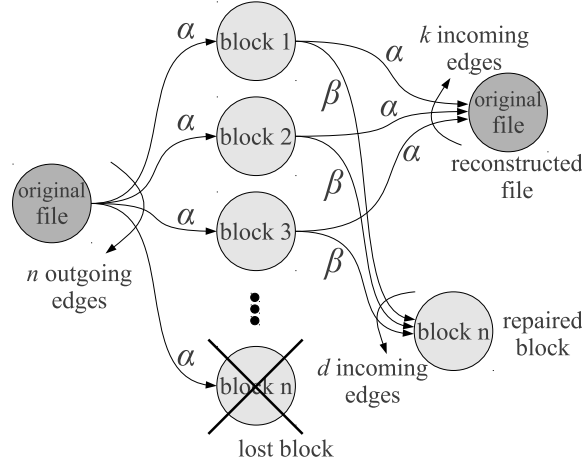 α
block 1
α
k incoming
edges
β
original
file
α
block 2
α
α
reconstructed
file
original
file
β
α
block 3
β
n outgoing
edges
block n
repaired
block
α
block n
d incoming
edges
lost block